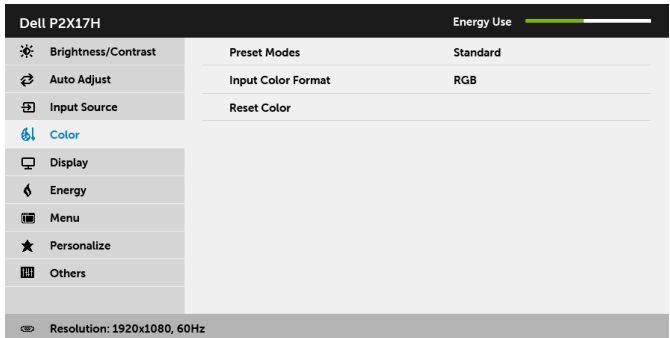 Dell P2X17H
Energy Use
Brightness/Contrast
Auto Adjust
Input Source
Color
Display
Energy
Menu
Personalize
Others
Preset Modes Standard
Input Color Format RGB
Reset Color
Resolution: 1920x1080, 60Hz